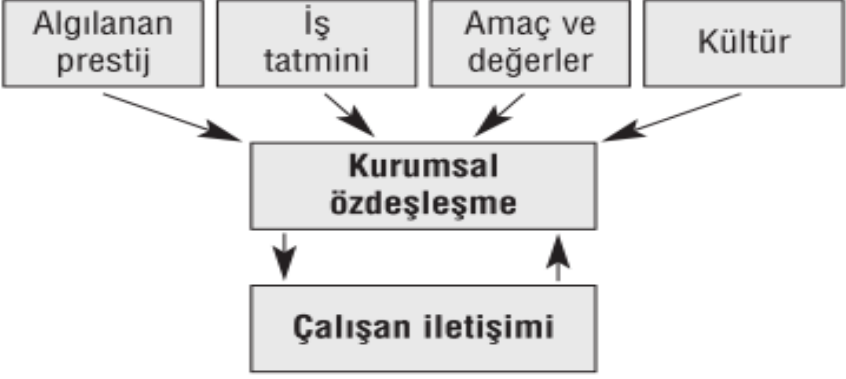 Algılanan
prestij
İş
tatmini
Amaç ve
değerler
Kültür
Kurumsal
özdeşleşme
Çalışan iletişimi